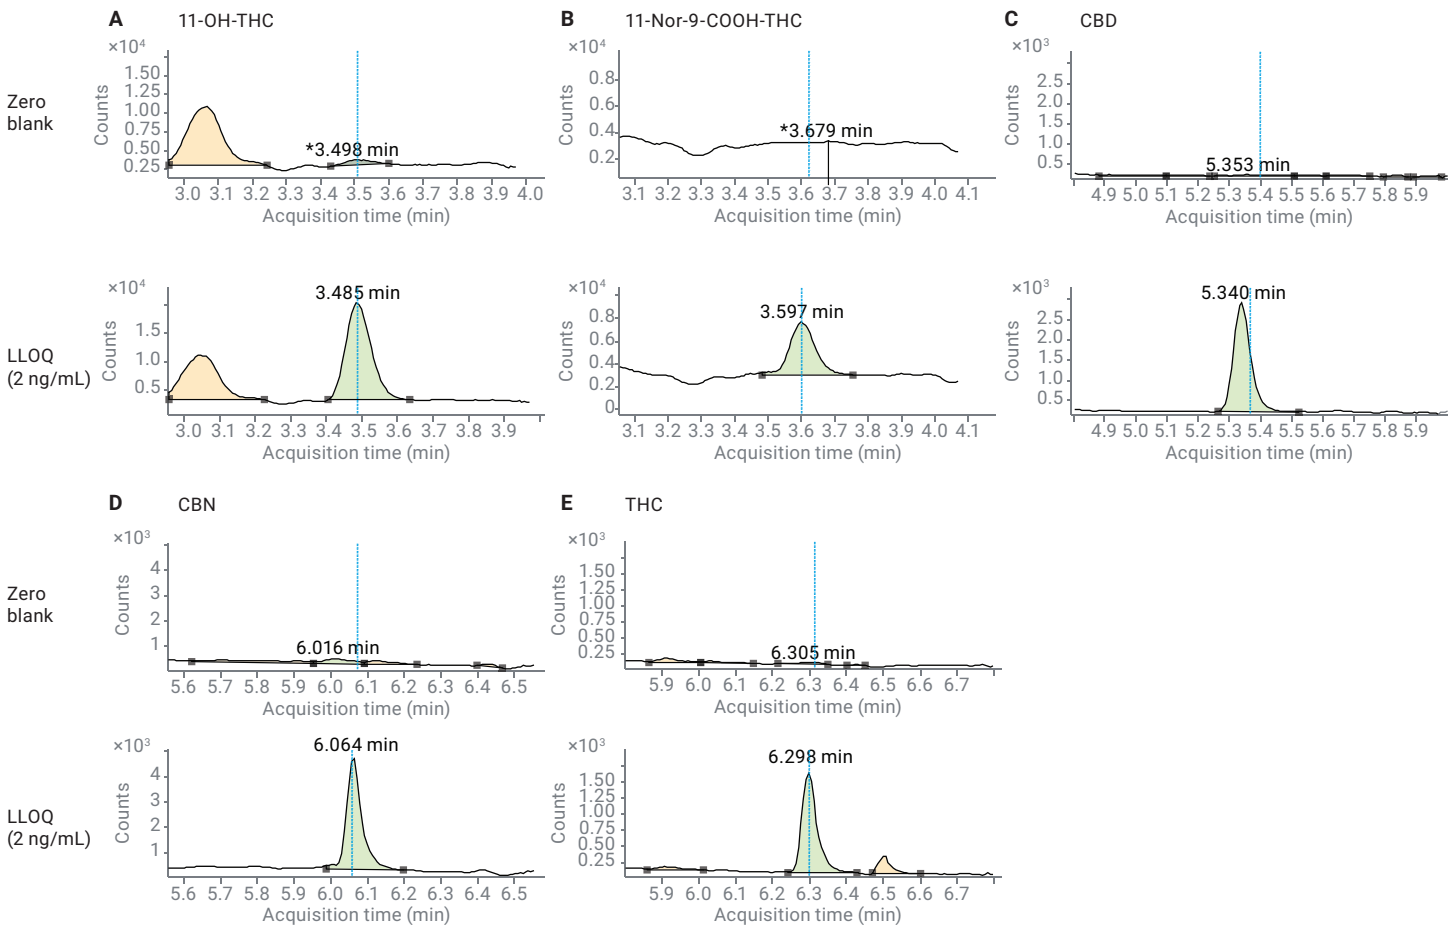 A 11-OH-THC
B 11-Nor-9-COOH-THC
C CBD
Zero
blank
×10⁴
Counts
1.50
1.25
1.00
0.75
0.50
0.25
*3.498 min
3.0 3.1 3.2 3.3 3.4 3.5 3.6 3.7 3.8 3.9 4.0
Acquisition time (min)
×10⁴
Counts
0.8
0.6
0.4
0.2
*3.679 min
3.1 3.2 3.3 3.4 3.5 3.6 3.7 3.8 3.9 4.0 4.1
Acquisition time (min)
×10³
Counts
2.5
2.0
1.5
1.0
0.5
5.353 min
4.9 5.0 5.1 5.2 5.3 5.4 5.5 5.6 5.7 5.8 5.9
Acquisition time (min)
LLOQ
(2 ng/mL)
×10⁴
Counts
1.5
1.0
0.5
3.485 min
3.0 3.1 3.2 3.3 3.4 3.5 3.6 3.7 3.8 3.9
Acquisition time (min)
×10⁴
Counts
0.8
0.6
0.4
0.2
0
3.597 min
3.1 3.2 3.3 3.4 3.5 3.6 3.7 3.8 3.9 4.0 4.1
Acquisition time (min)
×10³
Counts
2.5
2.0
1.5
1.0
0.5
5.340 min
4.9 5.0 5.1 5.2 5.3 5.4 5.5 5.6 5.7 5.8 5.9
Acquisition time (min)
D CBN
E THC
Zero
blank
×10³
Counts
4
3
2
1
6.016 min
5.6 5.7 5.8 5.9 6.0 6.1 6.2 6.3 6.4 6.5
Acquisition time (min)
×10³
Counts
1.50
1.25
1.00
0.75
0.50
0.25
6.305 min
5.9 6.0 6.1 6.2 6.3 6.4 6.5 6.6 6.7
Acquisition time (min)
LLOQ
(2 ng/mL)
×10³
Counts
4
3
2
1
6.064 min
5.6 5.7 5.8 5.9 6.0 6.1 6.2 6.3 6.4 6.5
Acquisition time (min)
×10³
Counts
1.50
1.25
1.00
0.75
0.50
0.25
6.298 min
5.9 6.0 6.1 6.2 6.3 6.4 6.5 6.6 6.7
Acquisition time (min)